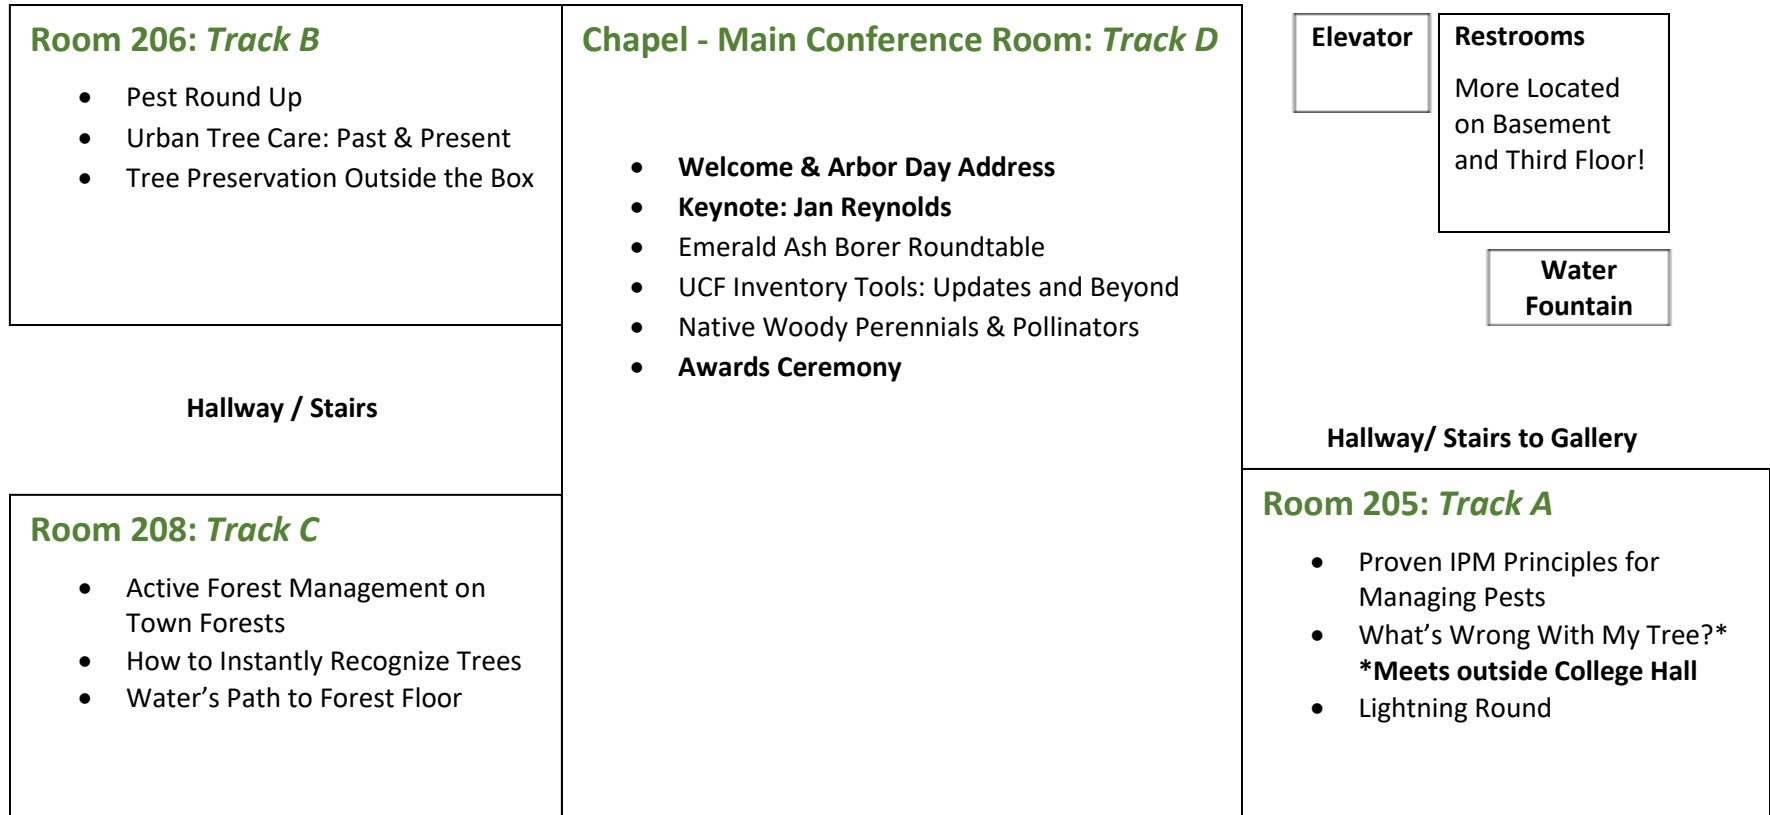 Room 206: Track B
• Pest Round Up
• Urban Tree Care: Past & Present
• Tree Preservation Outside the Box
Hallway / Stairs
Room 208: Track C
• Active Forest Management on
Town Forests
• How to Instantly Recognize Trees
• Water’s Path to Forest Floor
Chapel - Main Conference Room: Track D
• Welcome & Arbor Day Address
• Keynote: Jan Reynolds
• Emerald Ash Borer Roundtable
• UCF Inventory Tools: Updates and Beyond
• Native Woody Perennials & Pollinators
• Awards Ceremony
Elevator
Restrooms
More Located
on Basement
and Third Floor!
Water
Fountain
Hallway/ Stairs to Gallery
Room 205: Track A
• Proven IPM Principles for
Managing Pests
• What’s Wrong With My Tree?*
*Meets outside College Hall
• Lightning Round